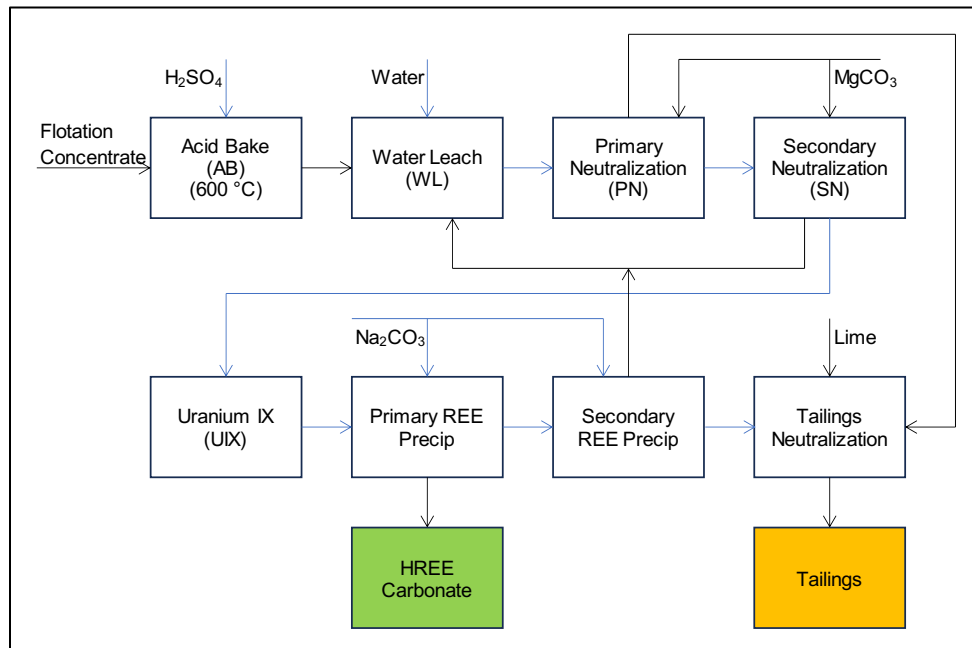 H₂SO₄
Water
MgCO₃
Flotation
Concentrate
Acid Bake
(AB)
(600 °C)
Water Leach
(WL)
Primary
Neutralization
(PN)
Secondary
Neutralization
(SN)
Na₂CO₃
Lime
Uranium IX
(UIX)
Primary REE
Precip
Secondary
REE Precip
Tailings
Neutralization
HREE
Carbonate
Tailings